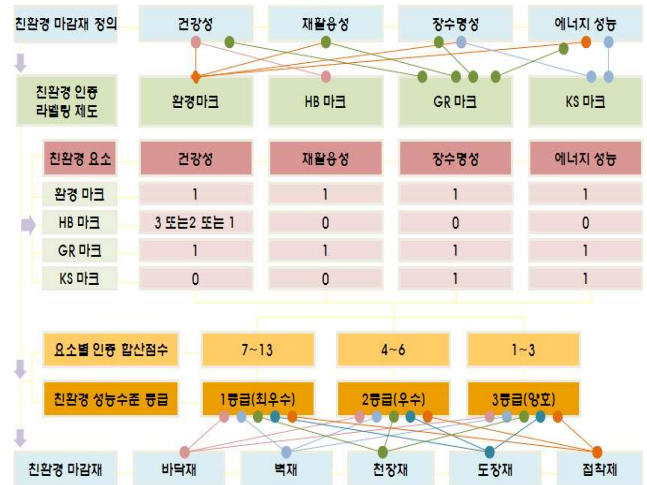 친환경 마감재 정의 건강성 재활용성 장수명성 에너지 성능
친환경 인증
라벨링 제도
환경마크 HB 마크 GR 마크 KS 마크
친환경 요소 건강성 재활용성 장수명성 에너지 성능
환경 마크 1 1 1 1
HB 마크 3 또는2 또는 1 0 0 0
GR 마크 1 1 1 1
KS 마크 0 0 1 1
요소별 인증 합산점수 7~13 4~6 1~3
친환경 성능수준 등급 1등급(최우수) 2등급(우수) 3등급(양호)
친환경 마감재 바닥재 벽재 천장재 도장재 접착제